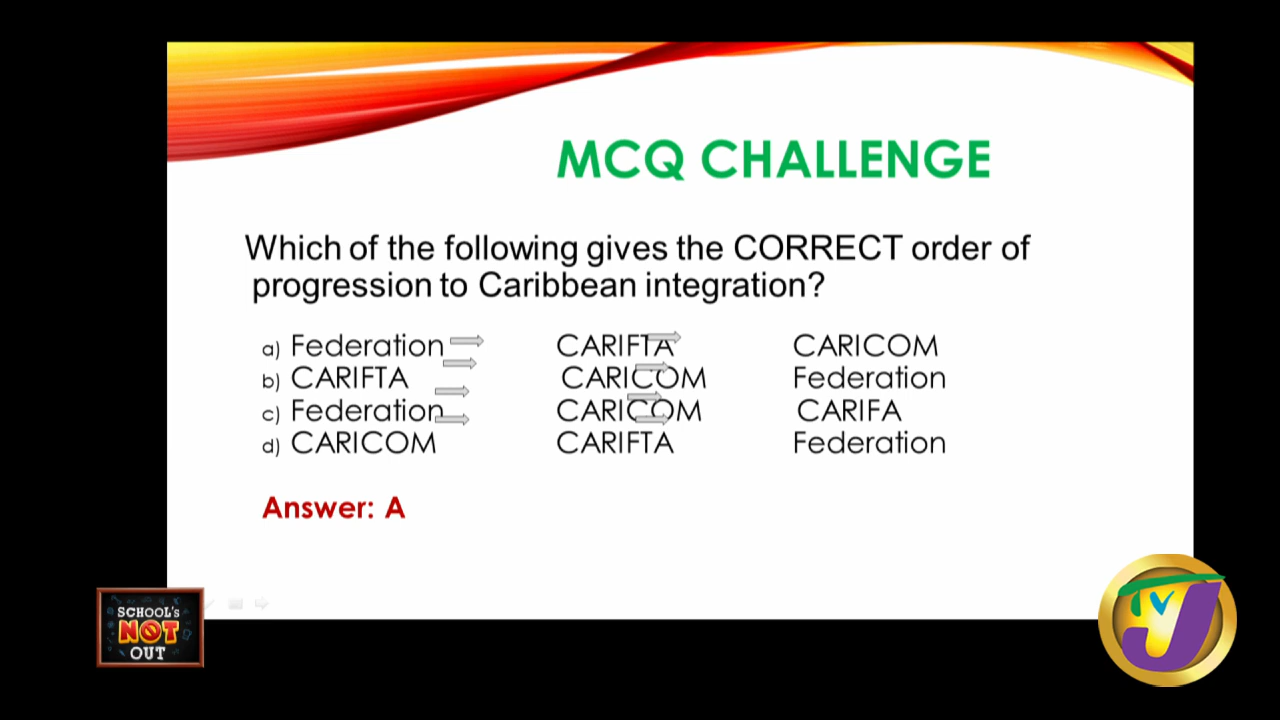 MCQ CHALLENGE
Which of the following gives the CORRECT order of
progression to Caribbean integration?
a) Federation CARIFTA CARICOM
b) CARIFTA CARICOM Federation
c) Federation CARICOM CARIFA
d) CARICOM CARIFTA Federation
Answer: A
SCHOOL's
NOT
OUT
TVJ